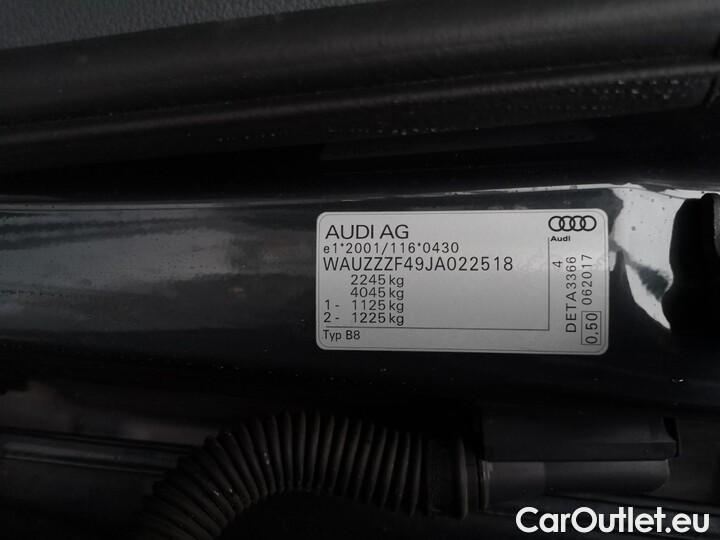 AUDI AG
e1*2001/116*0430
WAUZZZF49JA022518
2245 kg
4045 kg
1 - 1125 kg
2 - 1225 kg
Typ B8
Audi
DETA3366 4
0,50 062017
CarOutlet.eu